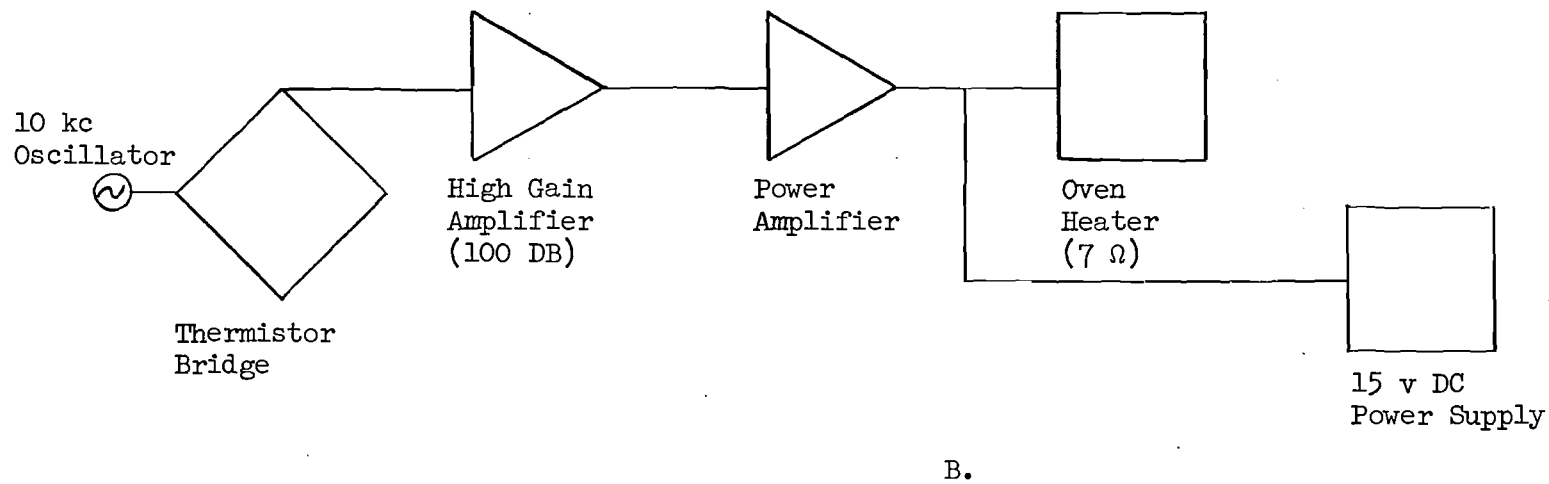 10 kc
Oscillator
Thermistor
Bridge
High Gain
Amplifier
(100 DB)
Power
Amplifier
Oven
Heater
(7 Ω)
15 v DC
Power Supply
B.